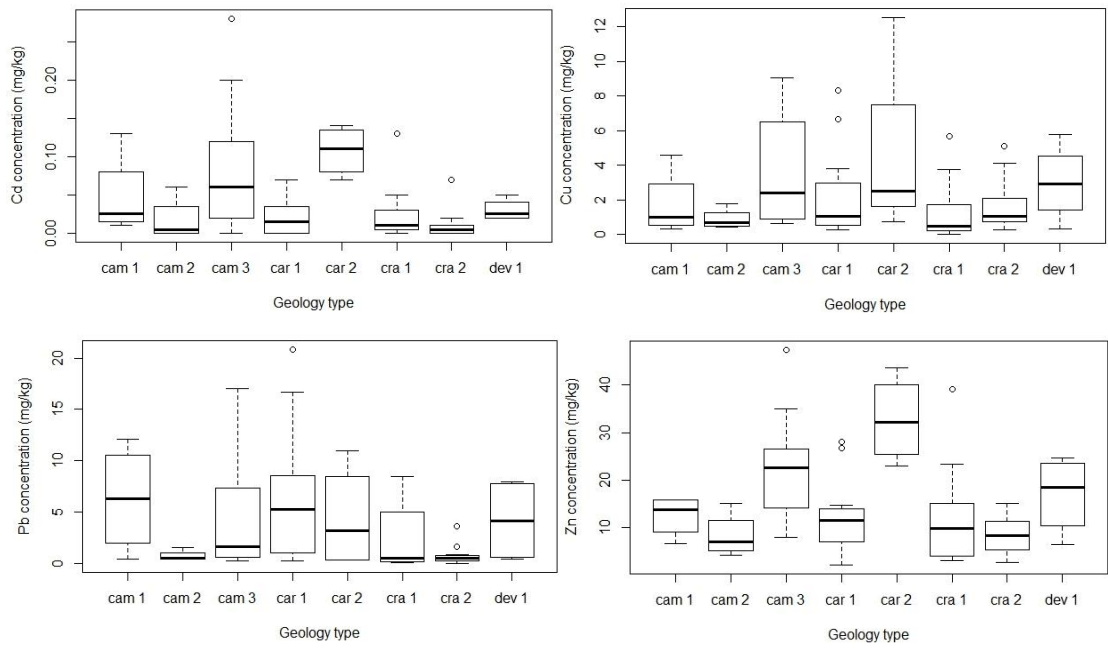 Cd concentration (mg/kg)
0.20
0.10
0.00
cam 1 cam 2 cam 3 car 1 car 2 cra 1 cra 2 dev 1
Geology type
Cu concentration (mg/kg)
12
10
8
6
4
2
0
cam 1 cam 2 cam 3 car 1 car 2 cra 1 cra 2 dev 1
Geology type
Pb concentration (mg/kg)
20
15
10
5
0
cam 1 cam 2 cam 3 car 1 car 2 cra 1 cra 2 dev 1
Geology type
Zn concentration (mg/kg)
40
30
20
10
cam 1 cam 2 cam 3 car 1 car 2 cra 1 cra 2 dev 1
Geology type